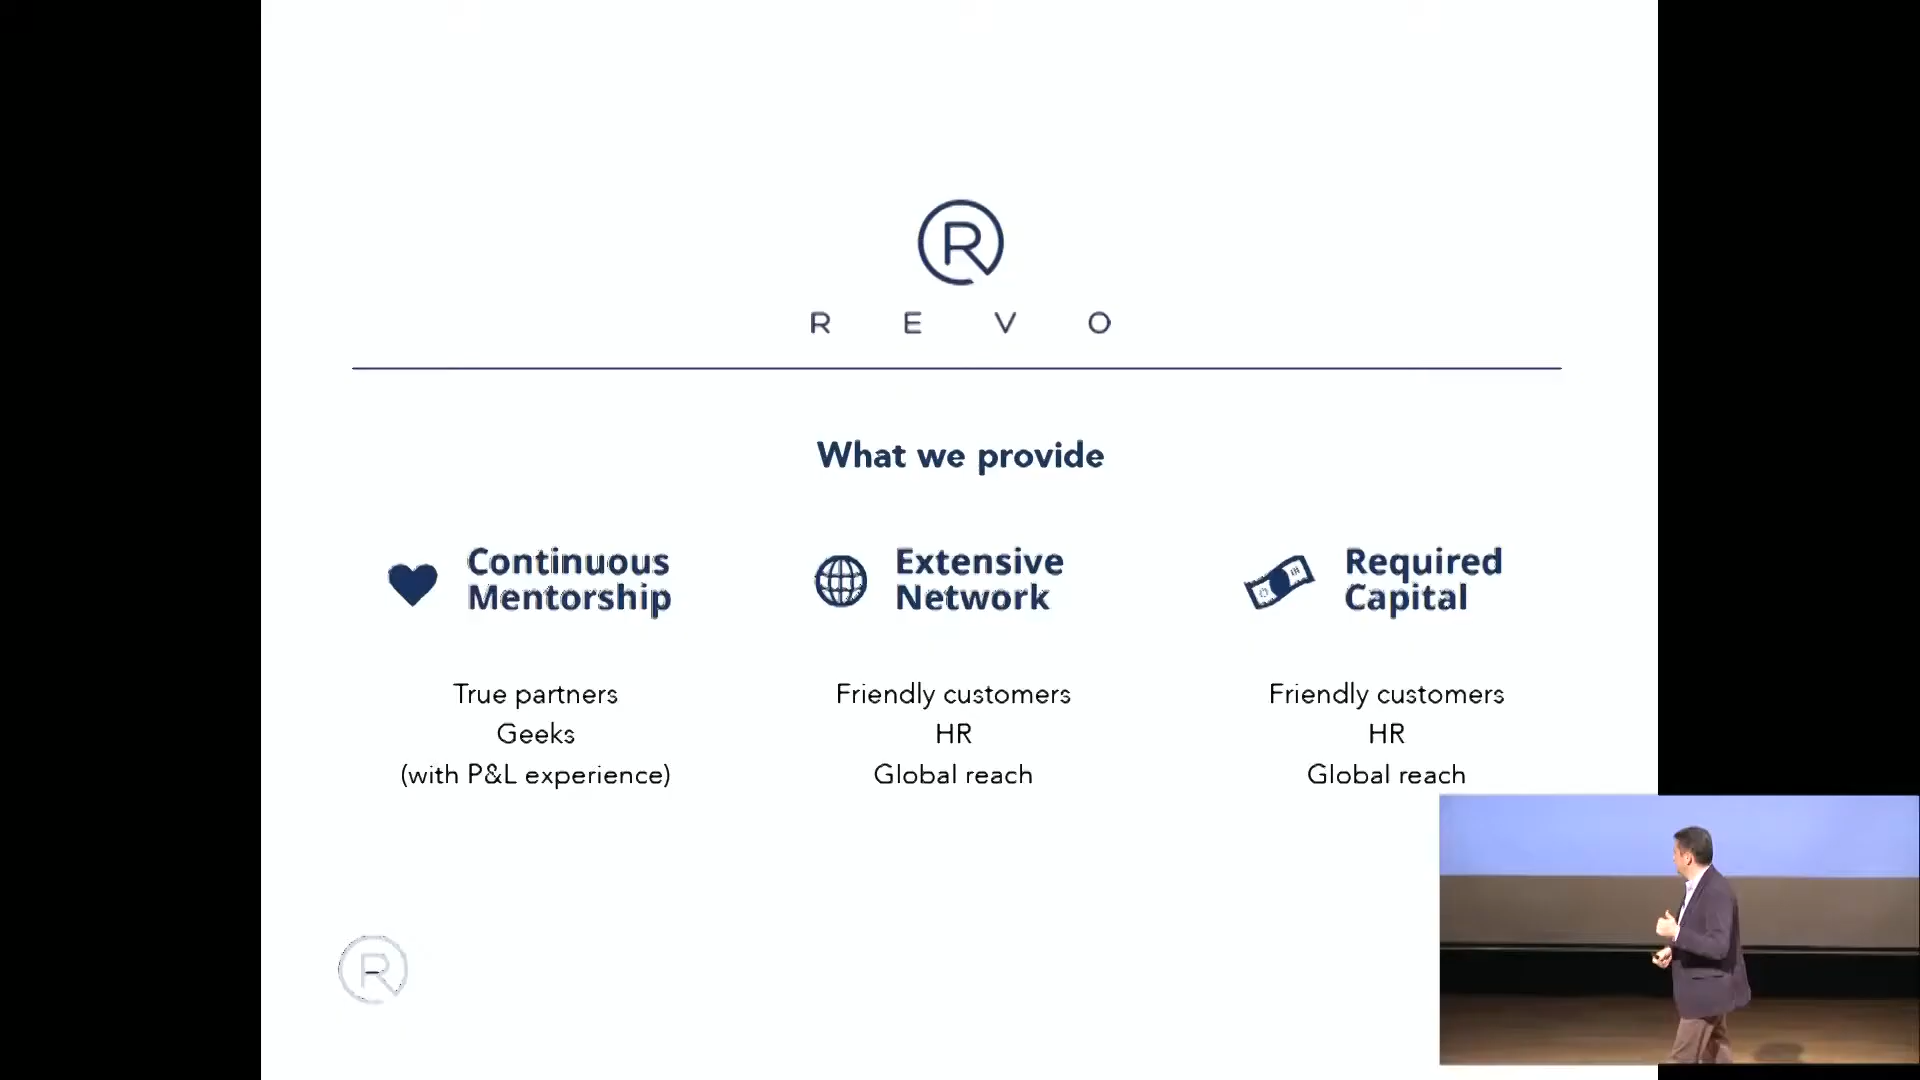 R
R E V O
What we provide
Continuous
Mentorship
Extensive
Network
Required
Capital
True partners
Geeks
(with P&L experience)
Friendly customers
HR
Global reach
Friendly customers
HR
Global reach
R